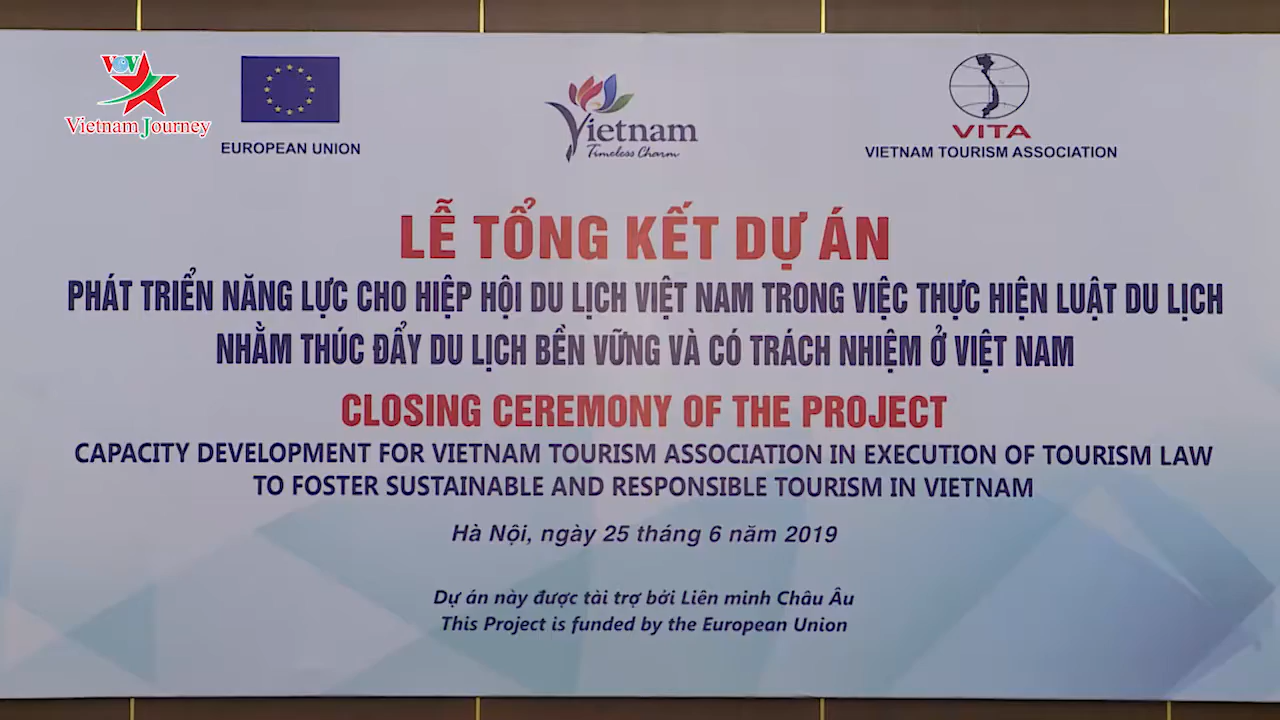 VOV
Vietnam Journey
EUROPEAN UNION
Vietnam
Timeless Charm
VITA
VIETNAM TOURISM ASSOCIATION
LỄ TỔNG KẾT DỰ ÁN
PHÁT TRIỂN NĂNG LỰC CHO HIỆP HỘI DU LỊCH VIỆT NAM TRONG VIỆC THỰC HIỆN LUẬT DU LỊCH
NHẰM THÚC ĐẨY DU LỊCH BỀN VỮNG VÀ CÓ TRÁCH NHIỆM Ở VIỆT NAM
CLOSING CEREMONY OF THE PROJECT
CAPACITY DEVELOPMENT FOR VIETNAM TOURISM ASSOCIATION IN EXECUTION OF TOURISM LAW
TO FOSTER SUSTAINABLE AND RESPONSIBLE TOURISM IN VIETNAM
Hà Nội, ngày 25 tháng 6 năm 2019
Dự án này được tài trợ bởi Liên minh Châu Âu
This Project is funded by the European Union